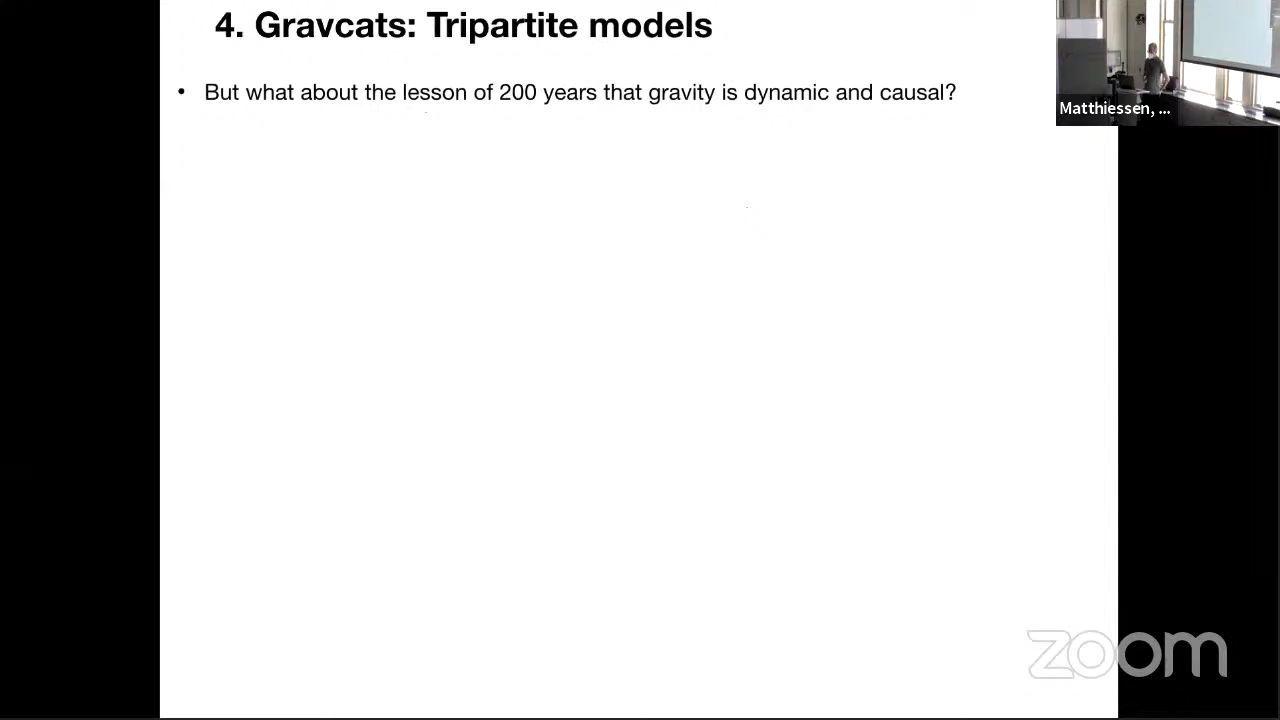 4. Gravcats: Tripartite models
• But what about the lesson of 200 years that gravity is dynamic and causal?
Matthiessen, ...
zoom